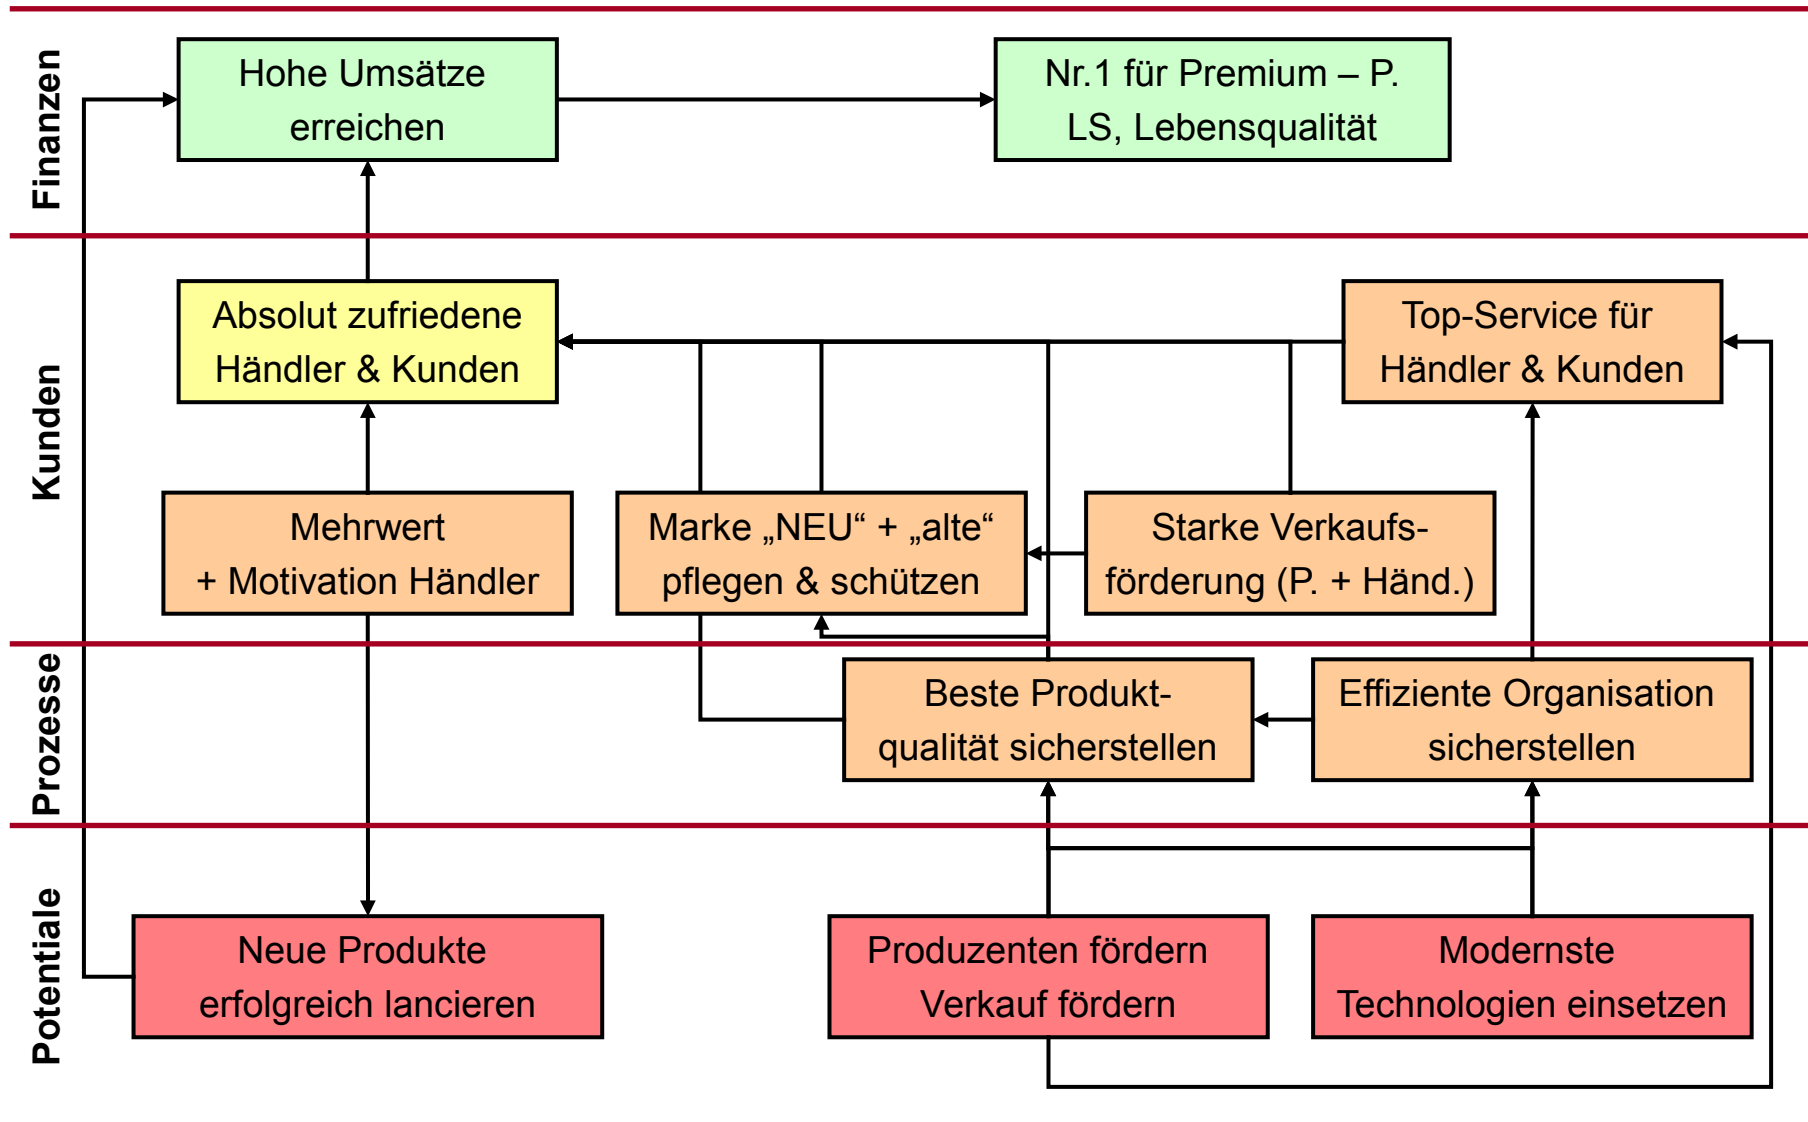 Finanzen
Hohe Umsätze
erreichen
Nr.1 für Premium – P.
LS, Lebensqualität
Kunden
Absolut zufriedene
Händler & Kunden
Top-Service für
Händler & Kunden
Mehrwert
+ Motivation Händler
Marke „NEU“ + „alte“
pflegen & schützen
Starke Verkaufs-
förderung (P. + Händ.)
Prozesse
Beste Produkt-
qualität sicherstellen
Effiziente Organisation
sicherstellen
Potentiale
Neue Produkte
erfolgreich lancieren
Produzenten fördern
Verkauf fördern
Modernste
Technologien einsetzen